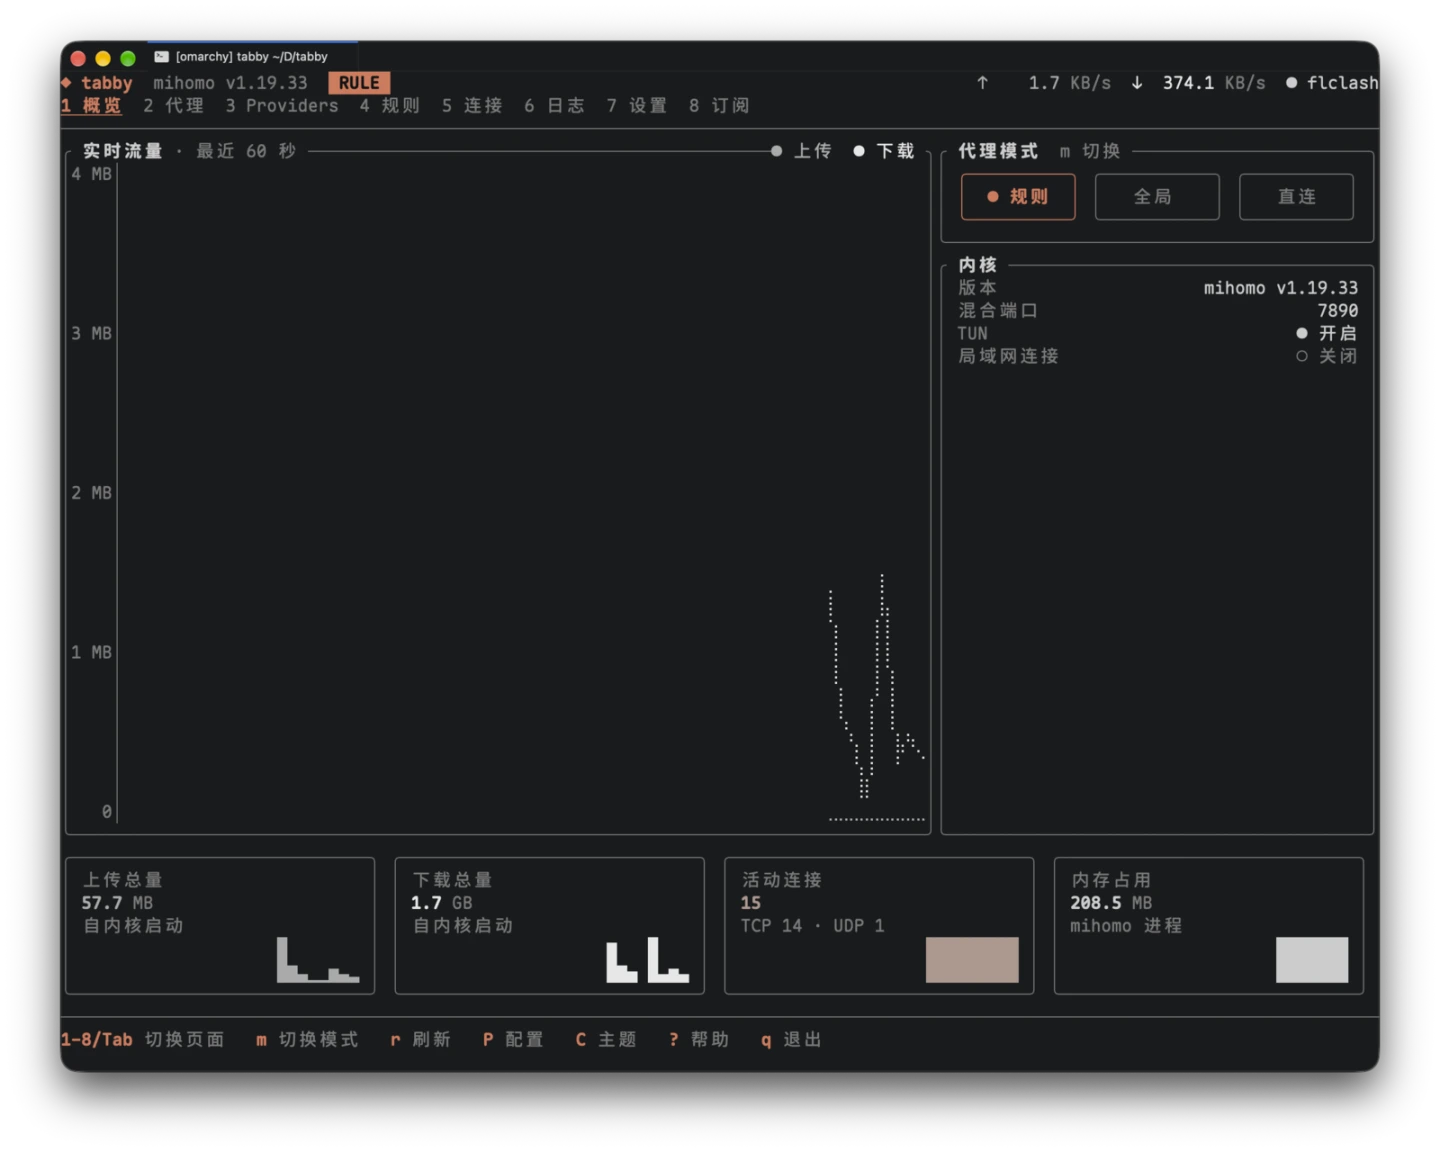 [omarchy] tabby ~/D/tabby
◆ tabby mihomo v1.19.33 RULE ↑ 1.7 KB/s ↓ 374.1 KB/s ● flclash
1 概览 2 代理 3 Providers 4 规则 5 连接 6 日志 7 设置 8 订阅
实时流量 · 最近 60 秒 ● 上传 ● 下载
4 MB
3 MB
2 MB
1 MB
0
代理模式 m 切换
● 规则 全局 直连
内核
版本 mihomo v1.19.33
混合端口 7890
TUN ● 开启
局域网连接 ○ 关闭
上传总量
57.7 MB
自内核启动
下载总量
1.7 GB
自内核启动
活动连接
15
TCP 14 · UDP 1
内存占用
208.5 MB
mihomo 进程
1-8/Tab 切换页面 m 切换模式 r 刷新 P 配置 C 主题 ? 帮助 q 退出